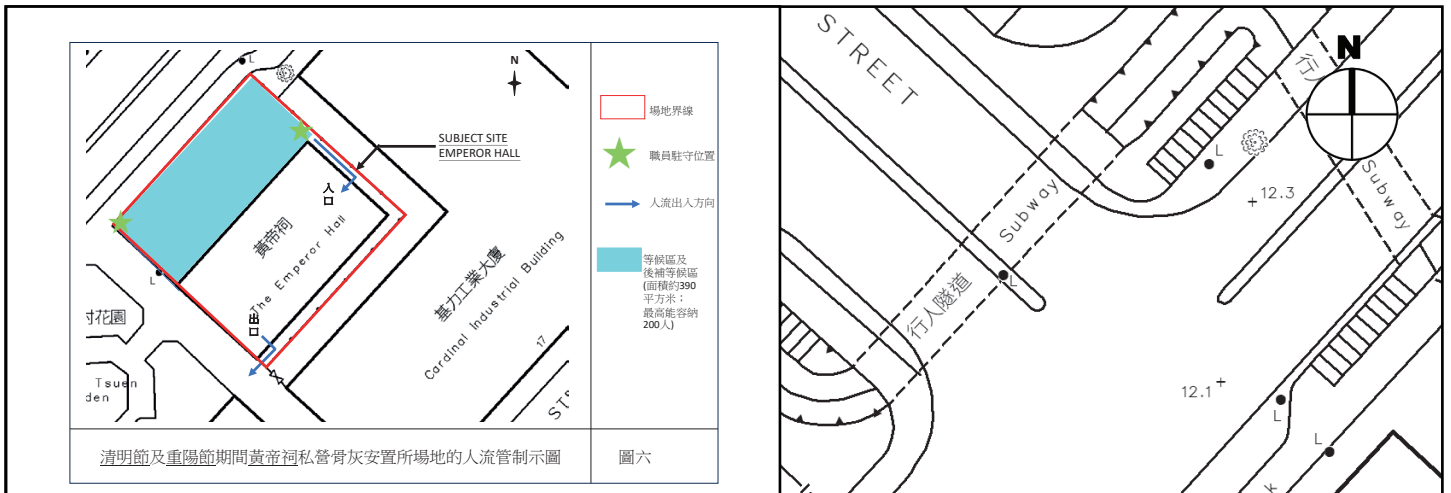 N
SUBJECT SITE
EMPEROR HALL
入口
黃帝祠
The Emperor Hall
出口
基力工業大廈
Cardinal Industrial Building
17
L
L
村花園
Tsuen
den
場地界線
職員駐守位置
人流出入方向
等候區及
後補等候區
(面積約390
平方米；
最高能容納
200人)
清明節及重陽節期間黃帝祠私營骨灰安置所場地的人流管制示圖
圖六
STREET
N
行人
Subway
L
12.3
Subway
行人隧道
L
12.1
L
L
k